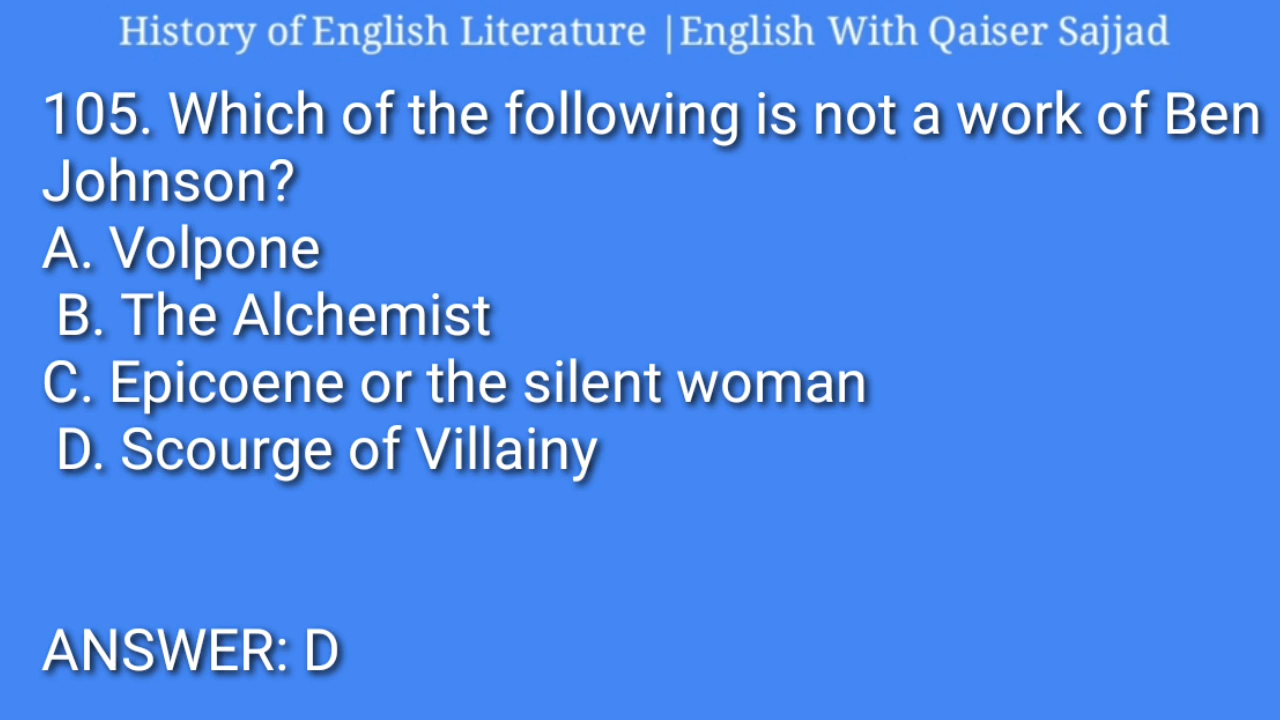 History of English Literature |English With Qaiser Sajjad
105. Which of the following is not a work of Ben
Johnson?
A. Volpone
B. The Alchemist
C. Epicoene or the silent woman
D. Scourge of Villainy
ANSWER: D